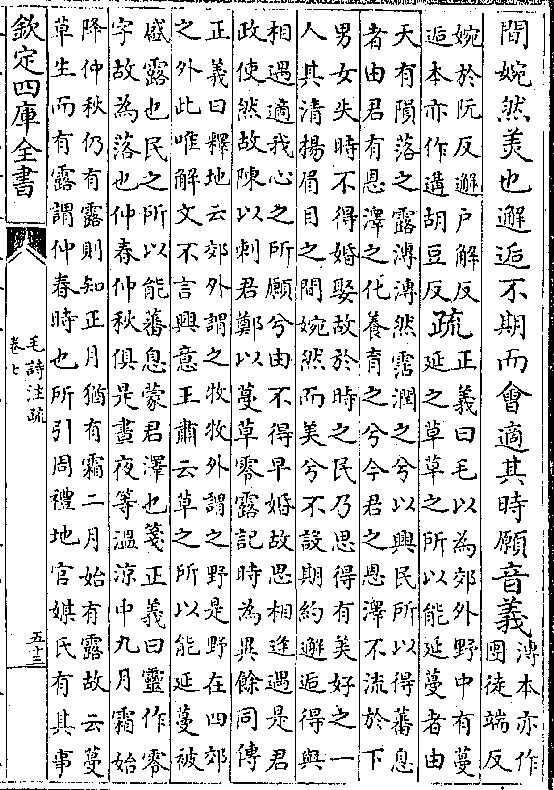 間婉然美也邂逅不期而會適其時願音義
漙本亦作
團徒端反
婉於阮反邂戶解反
逅本亦作遘胡豆反
疏
正義曰毛以為郊外野中有蔓
延之草草之所以能延蔓者由
天有隕落之露漙漙然霑潤之兮以興民所以得蕃息
者由君有恩澤之化養育之兮今君之恩澤不流於下
男女失時不得婚娶故於時之民乃思得有美好之一
人其清揚眉目之間婉然而美兮不設期約邂逅得與
相遇適我心之所願兮由不得早婚故思相逢遇是君
政使然故陳以刺君鄭以蔓草零露記時為異餘同傳
正義曰釋地云郊外謂之牧牧外謂之野是野在四郊
之外此唯解文不言興意王肅云草之所以能延蔓被
盛露也民之所以能蕃息蒙君澤也箋正義曰靈作零
字故為落也仲春仲秋俱是晝夜等溫涼中九月霜始
降仲秋仍有露則知正月猶有霜二月始有露故云蔓
草生而有露謂仲春時也所引周禮地官媒氏有其事
欽定四庫全書
毛詩注疏
卷七
五十三